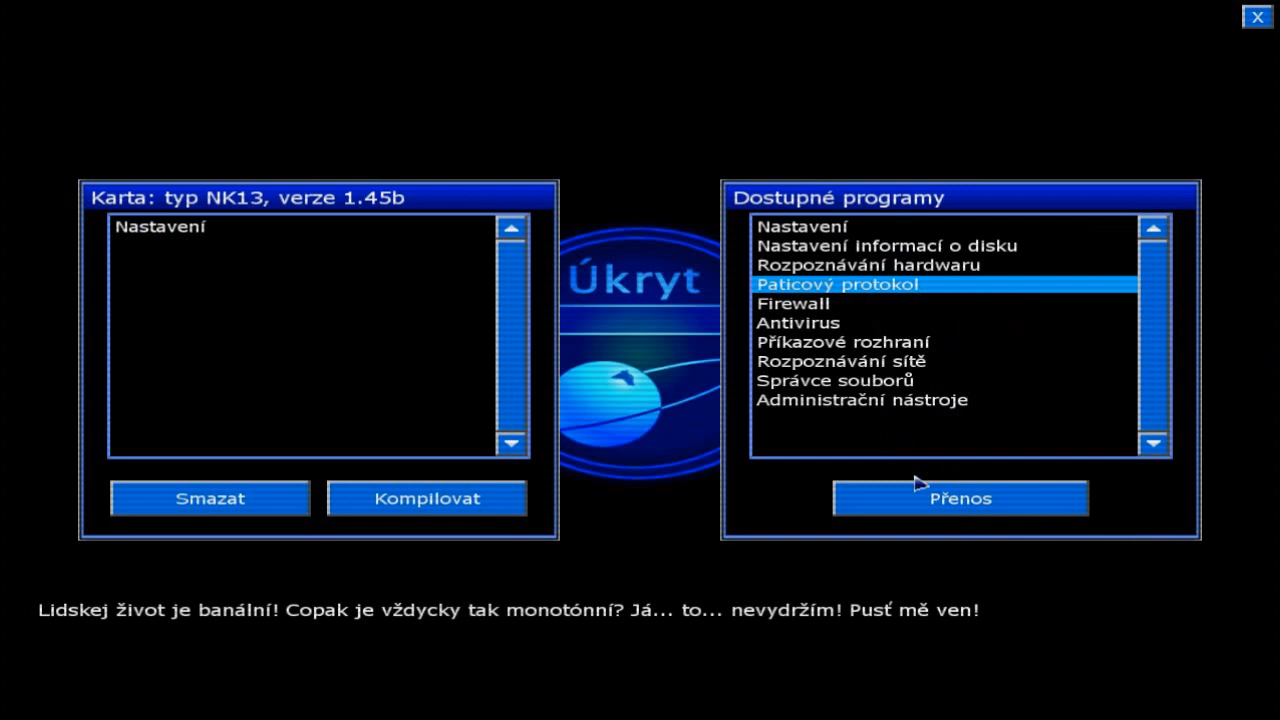 X
Karta: typ NK13, verze 1.45b
Nastavení
Smazat
Kompilovat
Úkryt
Dostupné programy
Nastavení
Nastavení informací o disku
Rozpoznávání hardwaru
Paticový protokol
Firewall
Antivirus
Příkazové rozhraní
Rozpoznávání sítě
Správce souborů
Administrační nástroje
Přenos
Lidskej život je banální! Copak je vždycky tak monotónní? Já... to... nevydržím! Pusť mě ven!